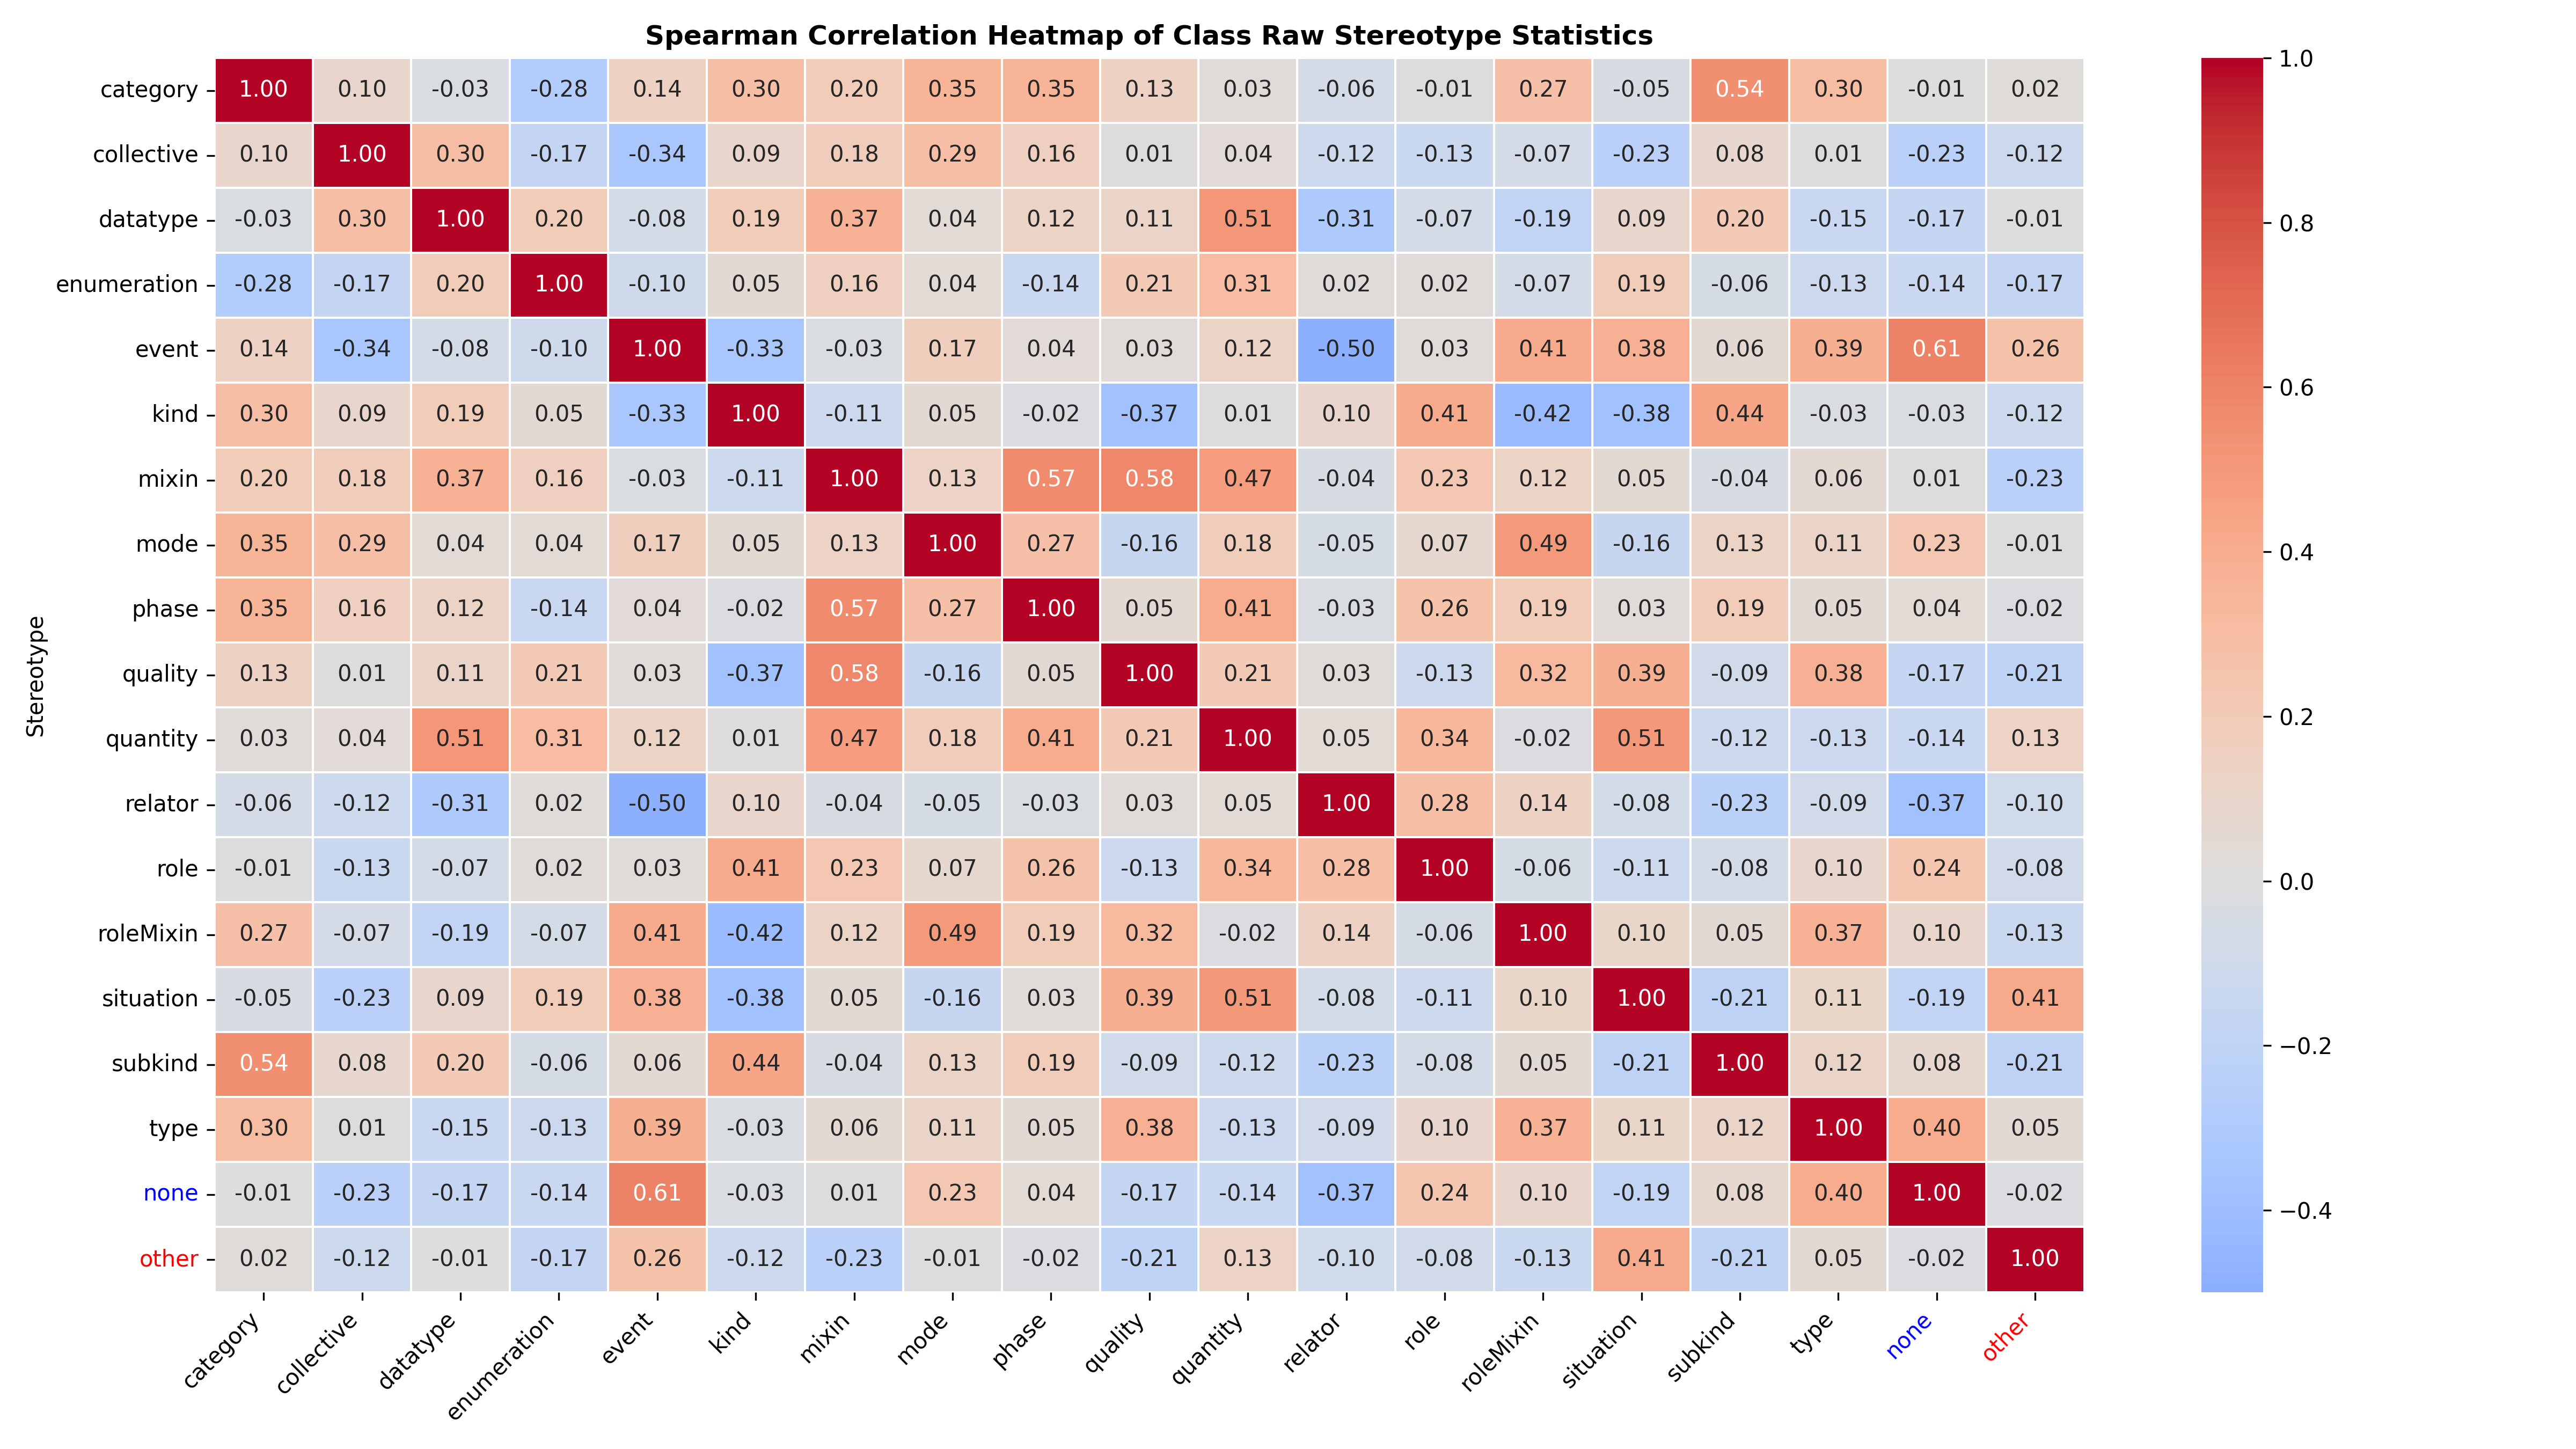 Spearman Correlation Heatmap of Class Raw Stereotype Statistics
category 1.00 0.10 -0.03 -0.28 0.14 0.30 0.20 0.35 0.35 0.13 0.03 -0.06 -0.01 0.27 -0.05 0.54 0.30 -0.01 0.02
collective 0.10 1.00 0.30 -0.17 -0.34 0.09 0.18 0.29 0.16 0.01 0.04 -0.12 -0.13 -0.07 -0.23 0.08 0.01 -0.23 -0.12
datatype -0.03 0.30 1.00 0.20 -0.08 0.19 0.37 0.04 0.12 0.11 0.51 -0.31 -0.07 -0.19 0.09 0.20 -0.15 -0.17 -0.01
enumeration -0.28 -0.17 0.20 1.00 -0.10 0.05 0.16 0.04 -0.14 0.21 0.31 0.02 0.02 -0.07 0.19 -0.06 -0.13 -0.14 -0.17
event 0.14 -0.34 -0.08 -0.10 1.00 -0.33 -0.03 0.17 0.04 0.03 0.12 -0.50 0.03 0.41 0.38 0.06 0.39 0.61 0.26
kind 0.30 0.09 0.19 0.05 -0.33 1.00 -0.11 0.05 -0.02 -0.37 0.01 0.10 0.41 -0.42 -0.38 0.44 -0.03 -0.03 -0.12
mixin 0.20 0.18 0.37 0.16 -0.03 -0.11 1.00 0.13 0.57 0.58 0.47 -0.04 0.23 0.12 0.05 -0.04 0.06 0.01 -0.23
mode 0.35 0.29 0.04 0.04 0.17 0.05 0.13 1.00 0.27 -0.16 0.18 -0.05 0.07 0.49 -0.16 0.13 0.11 0.23 -0.01
phase 0.35 0.16 0.12 -0.14 0.04 -0.02 0.57 0.27 1.00 0.05 0.41 -0.03 0.26 0.19 0.03 0.19 0.05 0.04 -0.02
quality 0.13 0.01 0.11 0.21 0.03 -0.37 0.58 -0.16 0.05 1.00 0.21 0.03 -0.13 0.32 0.39 -0.09 0.38 -0.17 -0.21
quantity 0.03 0.04 0.51 0.31 0.12 0.01 0.47 0.18 0.41 0.21 1.00 0.05 0.34 -0.02 0.51 -0.12 -0.13 -0.14 0.13
relator -0.06 -0.12 -0.31 0.02 -0.50 0.10 -0.04 -0.05 -0.03 0.03 0.05 1.00 0.28 0.14 -0.08 -0.23 -0.09 -0.37 -0.10
role -0.01 -0.13 -0.07 0.02 0.03 0.41 0.23 0.07 0.26 -0.13 0.34 0.28 1.00 -0.06 -0.11 -0.08 0.10 0.24 -0.08
roleMixin 0.27 -0.07 -0.19 -0.07 0.41 -0.42 0.12 0.49 0.19 0.32 -0.02 0.14 -0.06 1.00 0.10 0.05 0.37 0.10 -0.13
situation -0.05 -0.23 0.09 0.19 0.38 -0.38 0.05 -0.16 0.03 0.39 0.51 -0.08 -0.11 0.10 1.00 -0.21 0.11 -0.19 0.41
subkind 0.54 0.08 0.20 -0.06 0.06 0.44 -0.04 0.13 0.19 -0.09 -0.12 -0.23 -0.08 0.05 -0.21 1.00 0.12 0.08 -0.21
type 0.30 0.01 -0.15 -0.13 0.39 -0.03 0.06 0.11 0.05 0.38 -0.13 -0.09 0.10 0.37 0.11 0.12 1.00 0.40 0.05
none -0.01 -0.23 -0.17 -0.14 0.61 -0.03 0.01 0.23 0.04 -0.17 -0.14 -0.37 0.24 0.10 -0.19 0.08 0.40 1.00 -0.02
other 0.02 -0.12 -0.01 -0.17 0.26 -0.12 -0.23 -0.01 -0.02 -0.21 0.13 -0.10 -0.08 -0.13 0.41 -0.21 0.05 -0.02 1.00
category collective datatype enumeration event kind mixin mode phase quality quantity relator role roleMixin situation subkind type none other
Stereotype
1.0
0.8
0.6
0.4
0.2
0.0
−0.2
−0.4